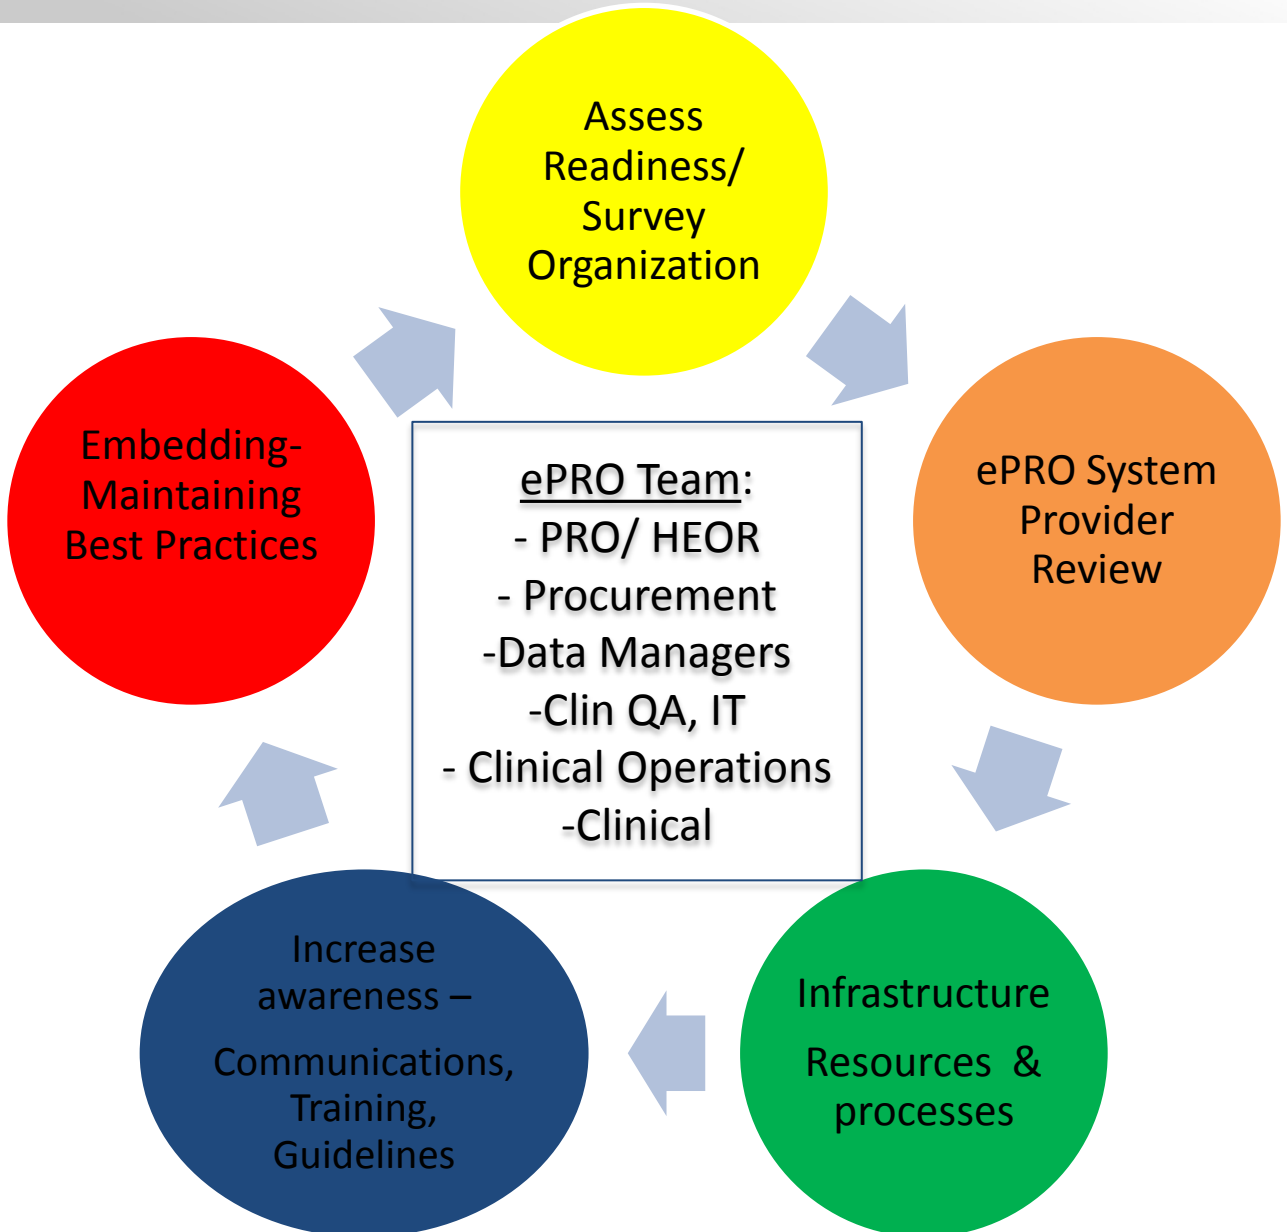 Assess
Readiness/
Survey
Organization
ePRO System
Provider
Review
Infrastructure
Resources &
processes
Increase
awareness –
Communications,
Training,
Guidelines
Embedding-
Maintaining
Best Practices
ePRO Team:
- PRO/ HEOR
- Procurement
-Data Managers
-Clin QA, IT
- Clinical Operations
-Clinical